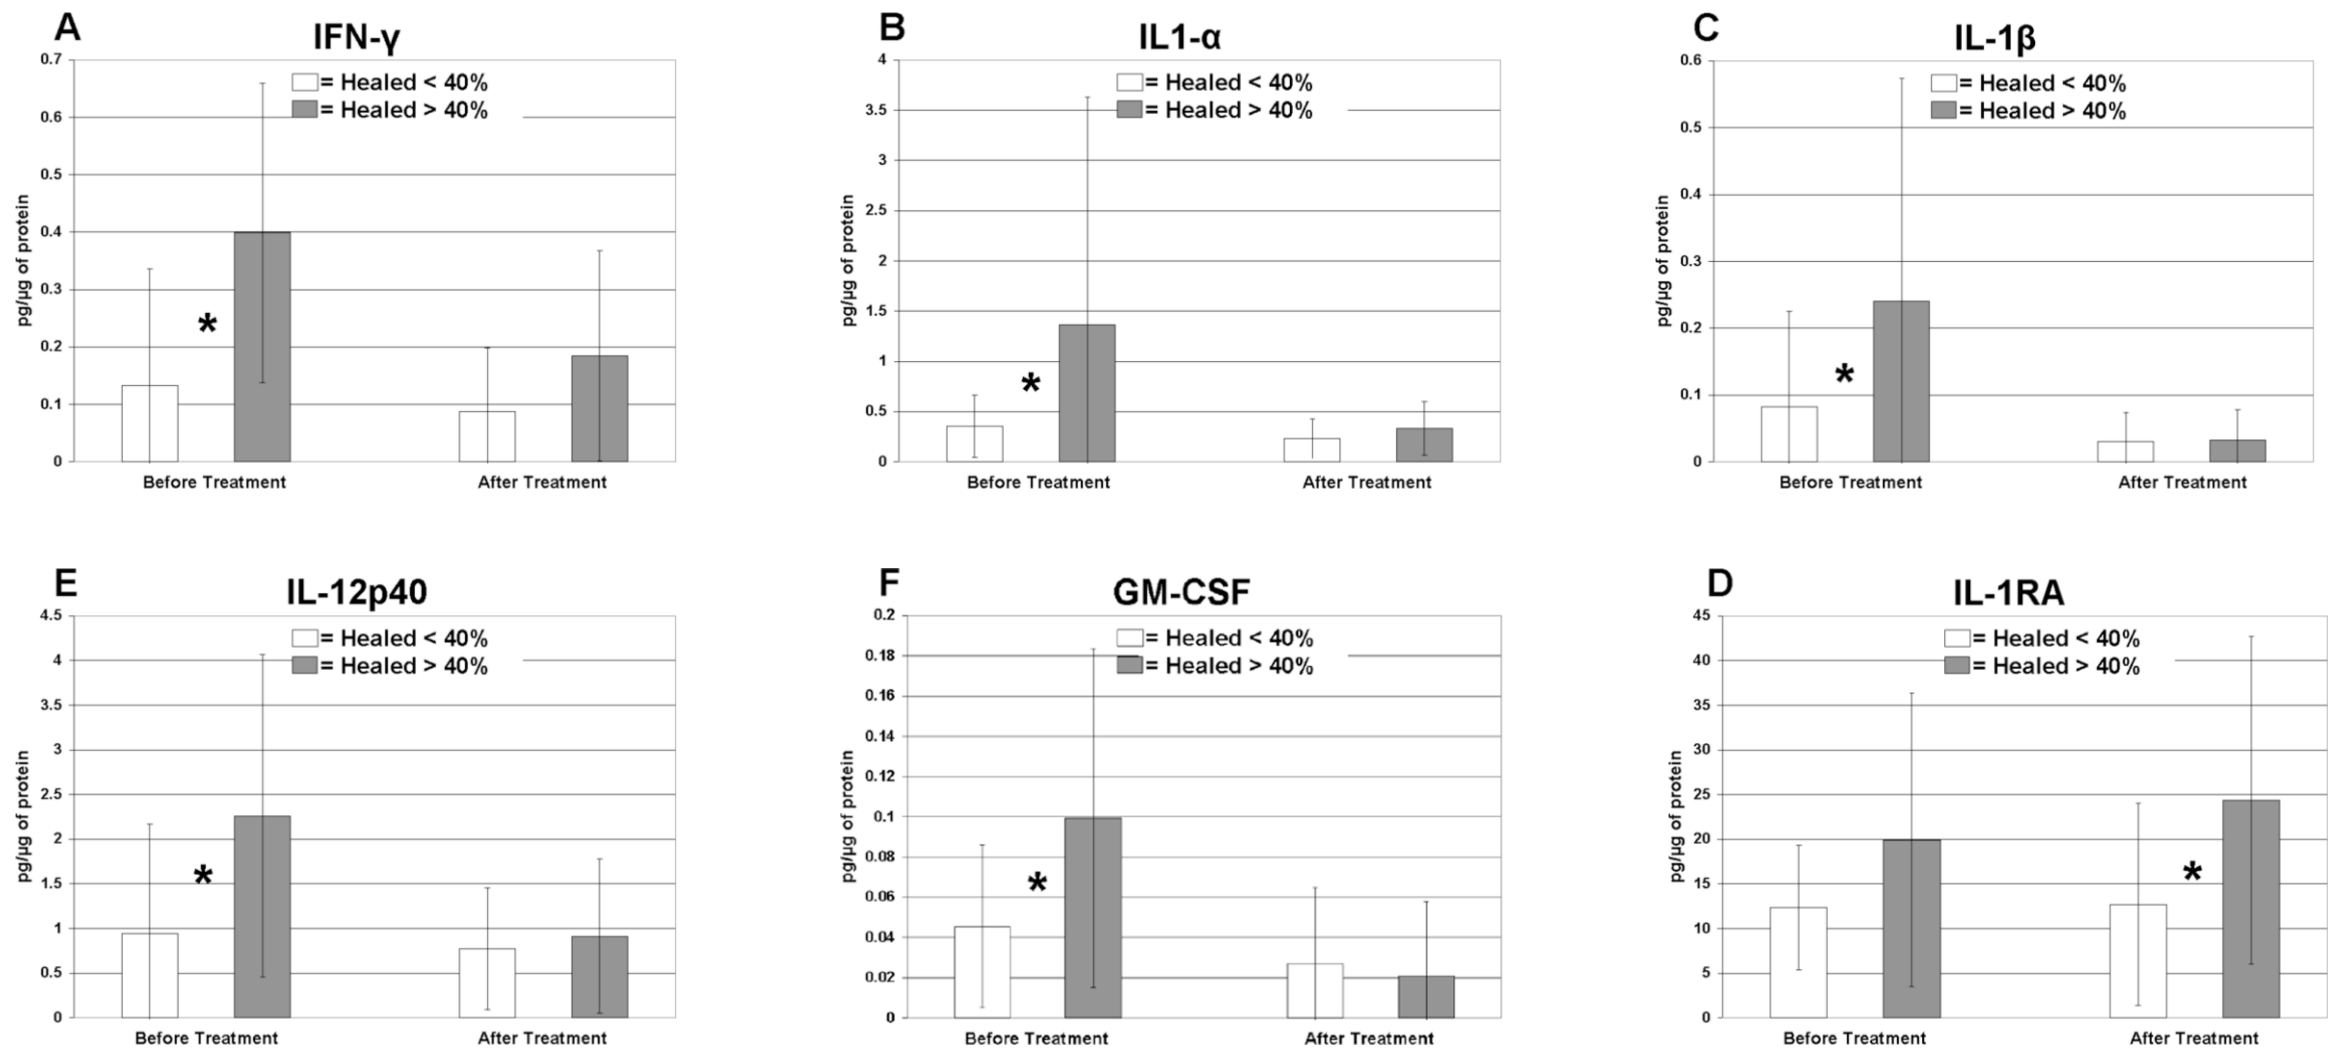 A
IFN-γ
= Healed < 40%
= Healed > 40%
pg/µg of protein
0.7
0.6
0.5
0.4
0.3
0.2
0.1
0
*
Before Treatment
After Treatment
B
IL1-α
= Healed < 40%
= Healed > 40%
pg/µg of protein
4
3.5
3
2.5
2
1.5
1
0.5
0
*
Before Treatment
After Treatment
C
IL-1β
= Healed < 40%
= Healed > 40%
pg/µg of protein
0.6
0.5
0.4
0.3
0.2
0.1
0
*
Before Treatment
After Treatment
E
IL-12p40
= Healed < 40%
= Healed > 40%
pg/µg of protein
4.5
4
3.5
3
2.5
2
1.5
1
0.5
0
*
Before Treatment
After Treatment
F
GM-CSF
= Healed < 40%
= Healed > 40%
pg/µg of protein
0.2
0.18
0.16
0.14
0.12
0.1
0.08
0.06
0.04
0.02
0
*
Before Treatment
After Treatment
D
IL-1RA
= Healed < 40%
= Healed > 40%
pg/µg of protein
45
40
35
30
25
20
15
10
5
0
*
Before Treatment
After Treatment